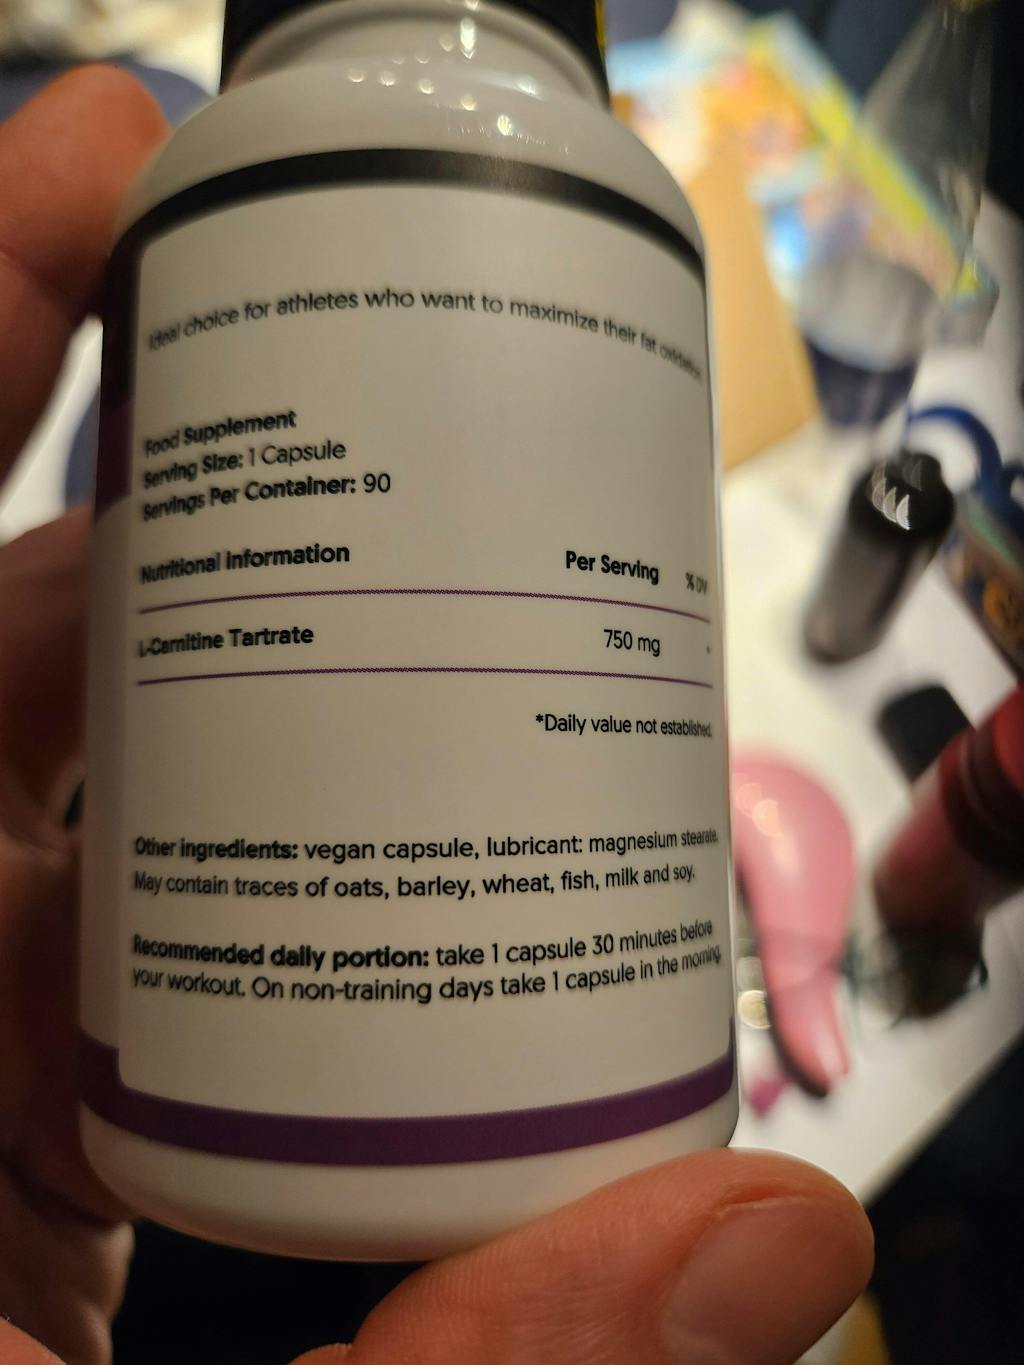 Ideal choice for athletes who want to maximize their fat oxidation
Food Supplement
Serving Size: 1 Capsule
Servings Per Container: 90
Nutritional Information Per Serving % DV
L-Carnitine Tartrate 750 mg *
*Daily value not established.
Other ingredients: vegan capsule, lubricant: magnesium stearate.
May contain traces of oats, barley, wheat, fish, milk and soy.
Recommended daily portion: take 1 capsule 30 minutes before
your workout. On non-training days take 1 capsule in the morning.